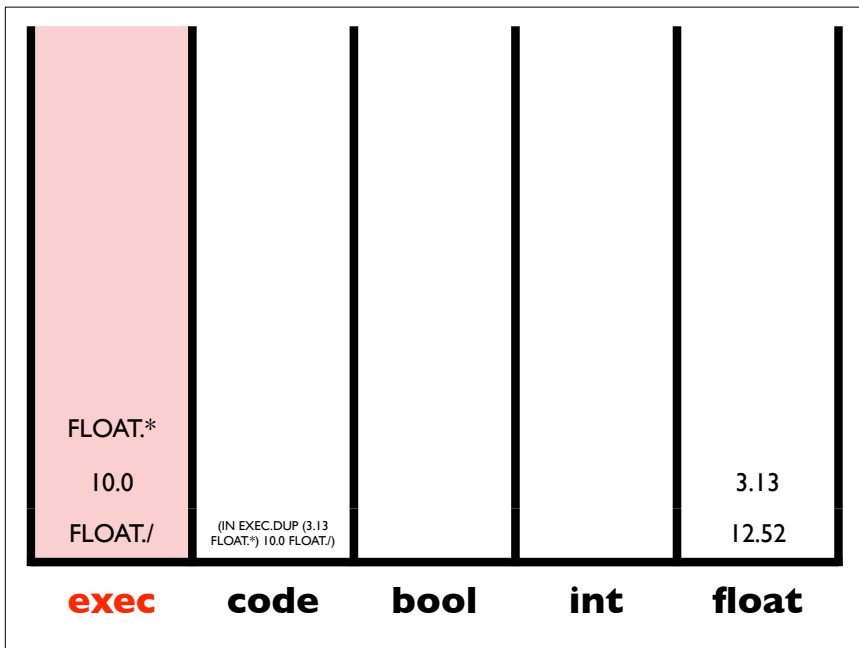 FLOAT.*
10.0
3.13
FLOAT./
(IN EXEC.DUP (3.13
FLOAT.*) 10.0 FLOAT./)
12.52
exec
code
bool
int
float